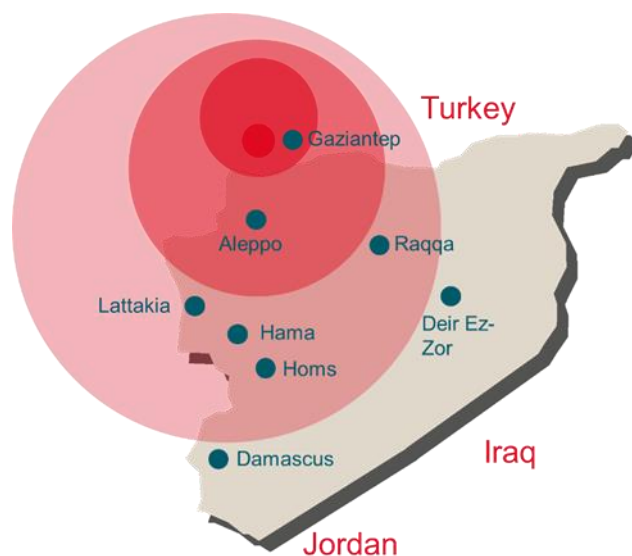 Turkey
Gaziantep
Aleppo
Raqqa
Lattakia
Deir Ez-
Zor
Hama
Homs
Damascus
Iraq
Jordan